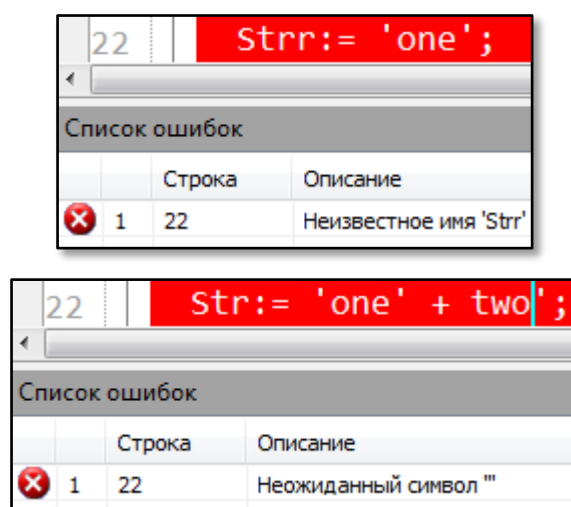 22 Strr:= 'one';
Список ошибок
Строка Описание
1 22 Неизвестное имя 'Strr'
22 Str:= 'one' + two';
Список ошибок
Строка Описание
1 22 Неожиданный символ '''